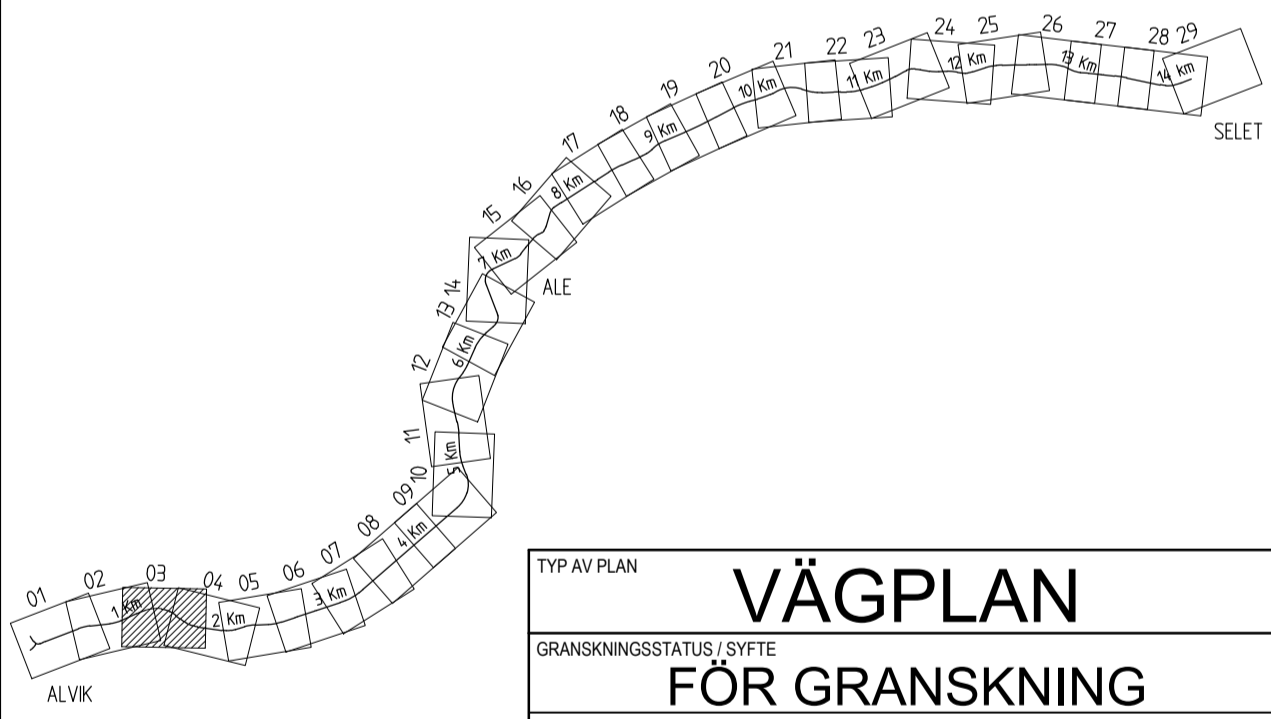 01
02
03
04
05
06
07
08
09
10
11
12
13
14
15
16
17
18
19
20
21
22
23
24
25
26
27
28
29
1 Km
2 Km
3 Km
4 Km
5 Km
6 Km
7 Km
8 Km
9 Km
10 Km
11 Km
12 Km
13 Km
14 Km
ALVIK
ALE
SELET
TYP AV PLAN
VÄGPLAN
GRANSKNINGSSTATUS / SYFTE
FÖR GRANSKNING